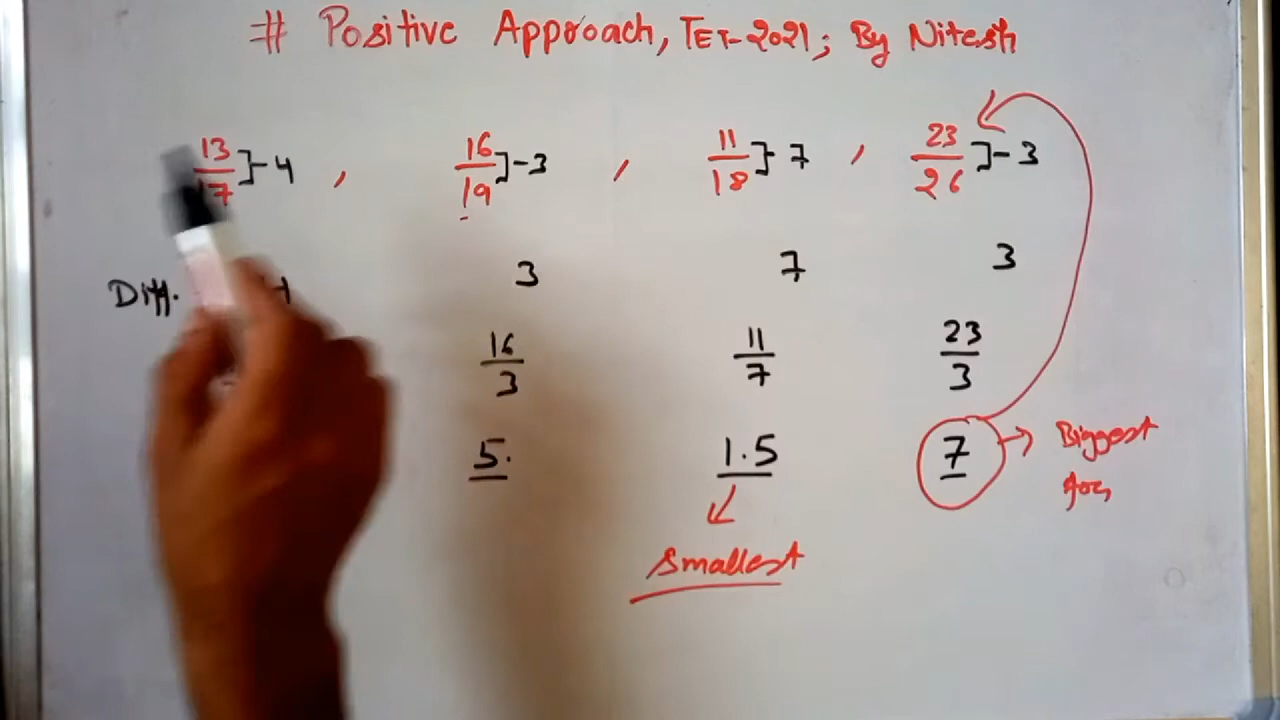 # Positive Approach, TET-2021; By Nitesh
13/17 ]-4 , 16/19 ]-3 , 11/18 ]- 7 , 23/26 ]- 3
Diff. 4 3 7 3
16/3 11/7 23/3
5. 1.5 7 → Biggest
Smallest